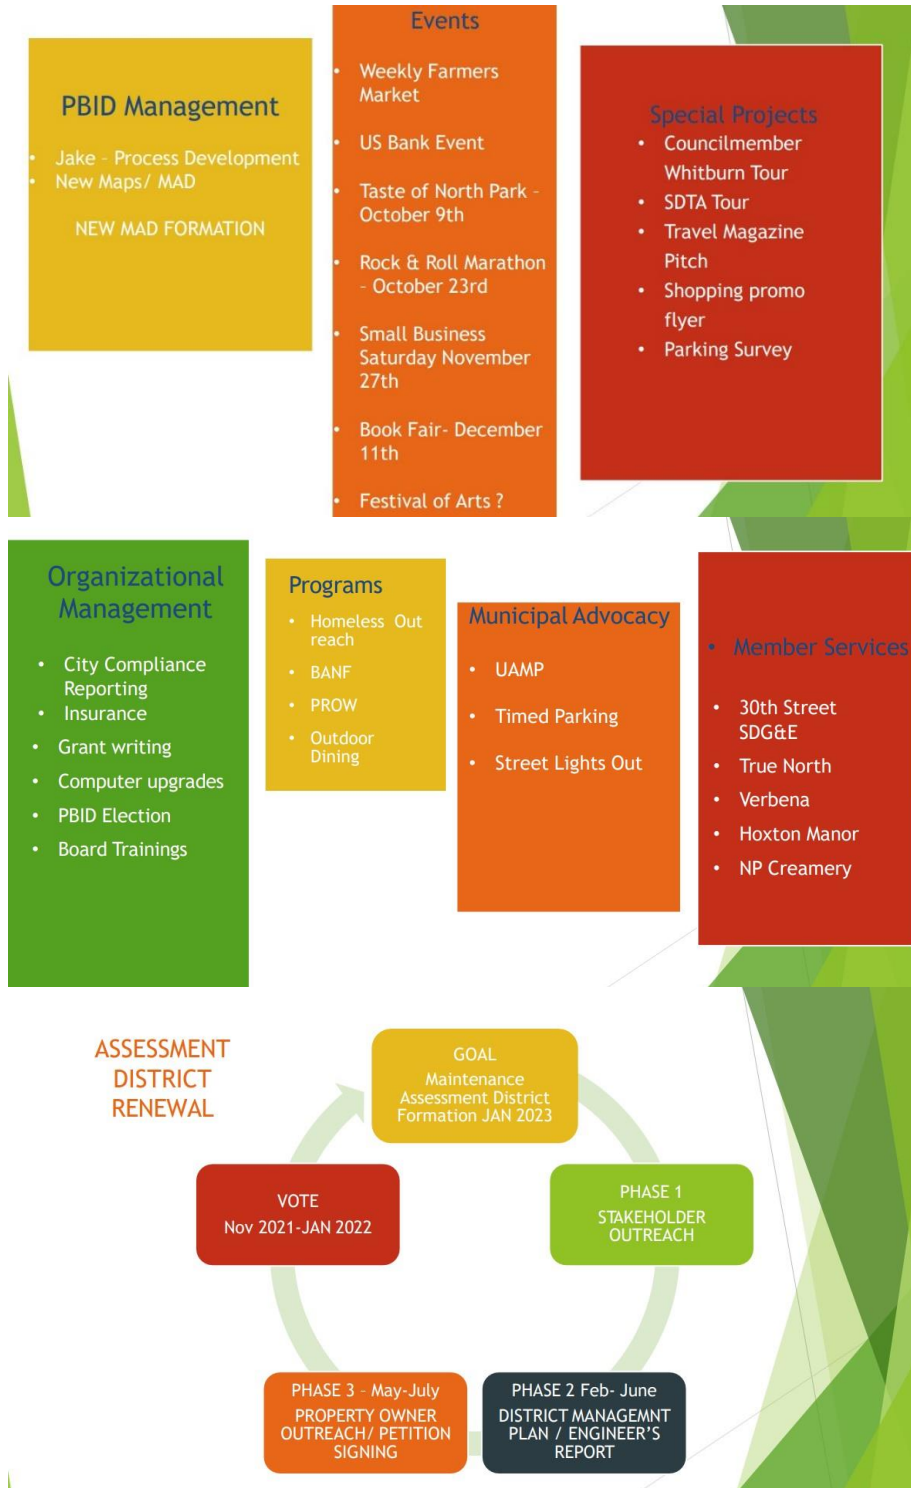 PBID Management
• Jake – Process Development
• New Maps/ MAD
NEW MAD FORMATION
Events
• Weekly Farmers
Market
• US Bank Event
• Taste of North Park –
October 9th
• Rock & Roll Marathon
– October 23rd
• Small Business
Saturday November
27th
• Book Fair- December
11th
• Festival of Arts ?
Special Projects
• Councilmember
Whitburn Tour
• SDTA Tour
• Travel Magazine
Pitch
• Shopping promo
flyer
• Parking Survey
Organizational
Management
• City Compliance
Reporting
• Insurance
• Grant writing
• Computer upgrades
• PBID Election
• Board Trainings
Programs
• Homeless Out
reach
• BANF
• PROW
• Outdoor
Dining
Municipal Advocacy
• UAMP
• Timed Parking
• Street Lights Out
• Member Services
• 30th Street
SDG&E
• True North
• Verbena
• Hoxton Manor
• NP Creamery
ASSESSMENT
DISTRICT
RENEWAL
GOAL
Maintenance
Assessment District
Formation JAN 2023
PHASE 1
STAKEHOLDER
OUTREACH
PHASE 2 Feb- June
DISTRICT MANAGEMNT
PLAN / ENGINEER'S
REPORT
PHASE 3 – May-July
PROPERTY OWNER
OUTREACH/ PETITION
SIGNING
VOTE
Nov 2021-JAN 2022